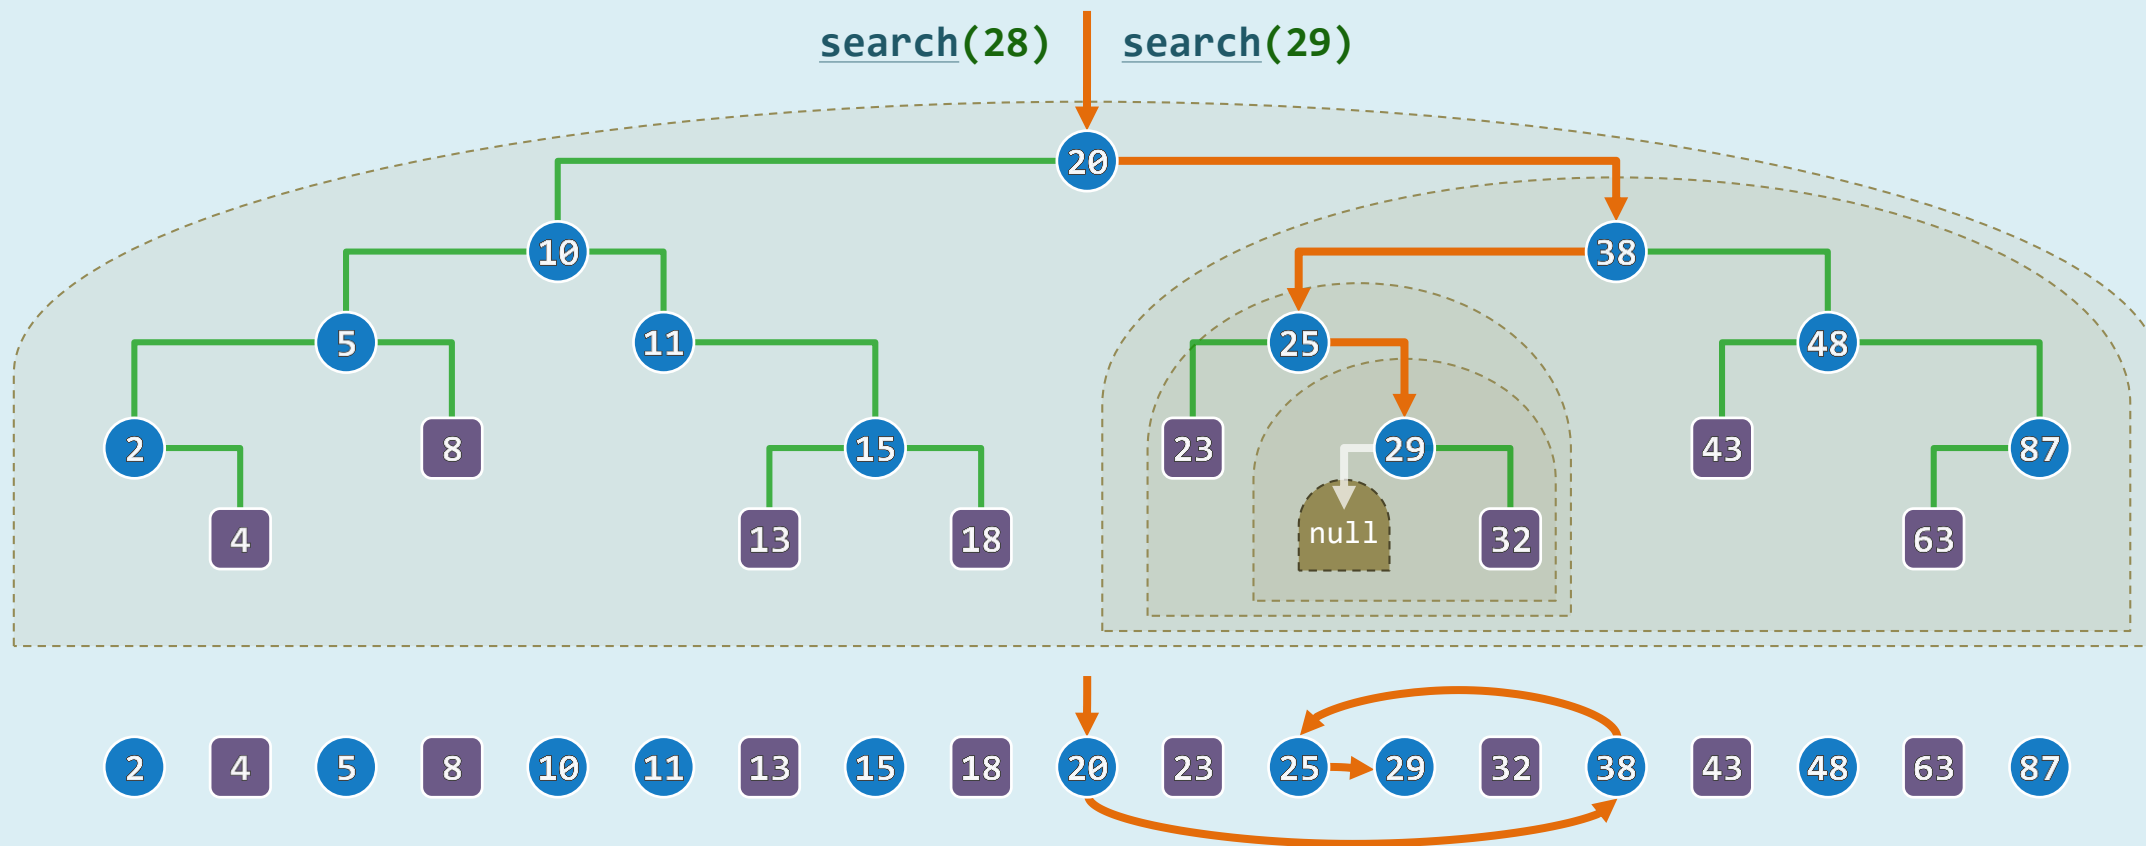 search(28) search(29)
20
10 38
5 11 25 48
2 8 15 23 29 43 87
4 13 18 null 32 63
2 4 5 8 10 11 13 15 18 20 23 25 29 32 38 43 48 63 87